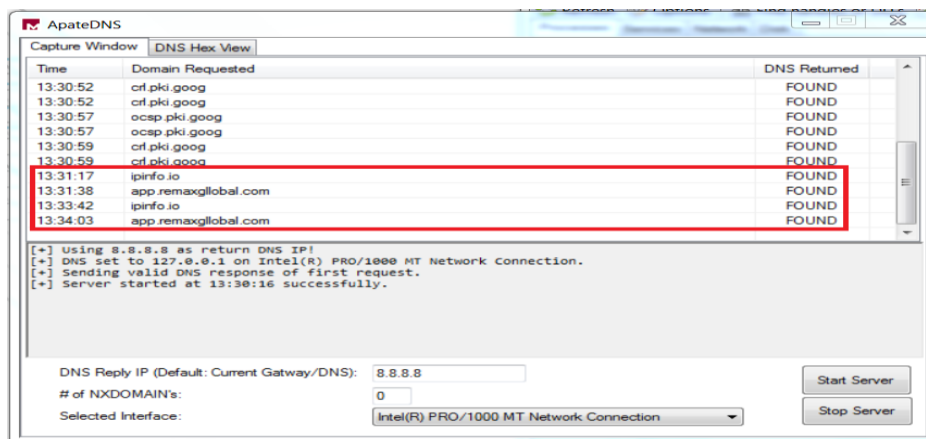 ApateDNS
Capture Window DNS Hex View
Time Domain Requested DNS Returned
13:30:52 crl.pki.goog FOUND
13:30:52 crl.pki.goog FOUND
13:30:57 ocsp.pki.goog FOUND
13:30:57 ocsp.pki.goog FOUND
13:30:59 crl.pki.goog FOUND
13:30:59 crl.pki.goog FOUND
13:31:17 ipinfo.io FOUND
13:31:38 app.remaxgllobal.com FOUND
13:33:42 ipinfo.io FOUND
13:34:03 app.remaxgllobal.com FOUND
[+] Using 8.8.8.8 as return DNS IP!
[+] DNS set to 127.0.0.1 on Intel(R) PRO/1000 MT Network Connection.
[+] Sending valid DNS response of first request.
[+] Server started at 13:30:16 successfully.
DNS Reply IP (Default: Current Gatway/DNS): 8.8.8.8
# of NXDOMAIN's: 0
Selected Interface: Intel(R) PRO/1000 MT Network Connection
Start Server
Stop Server